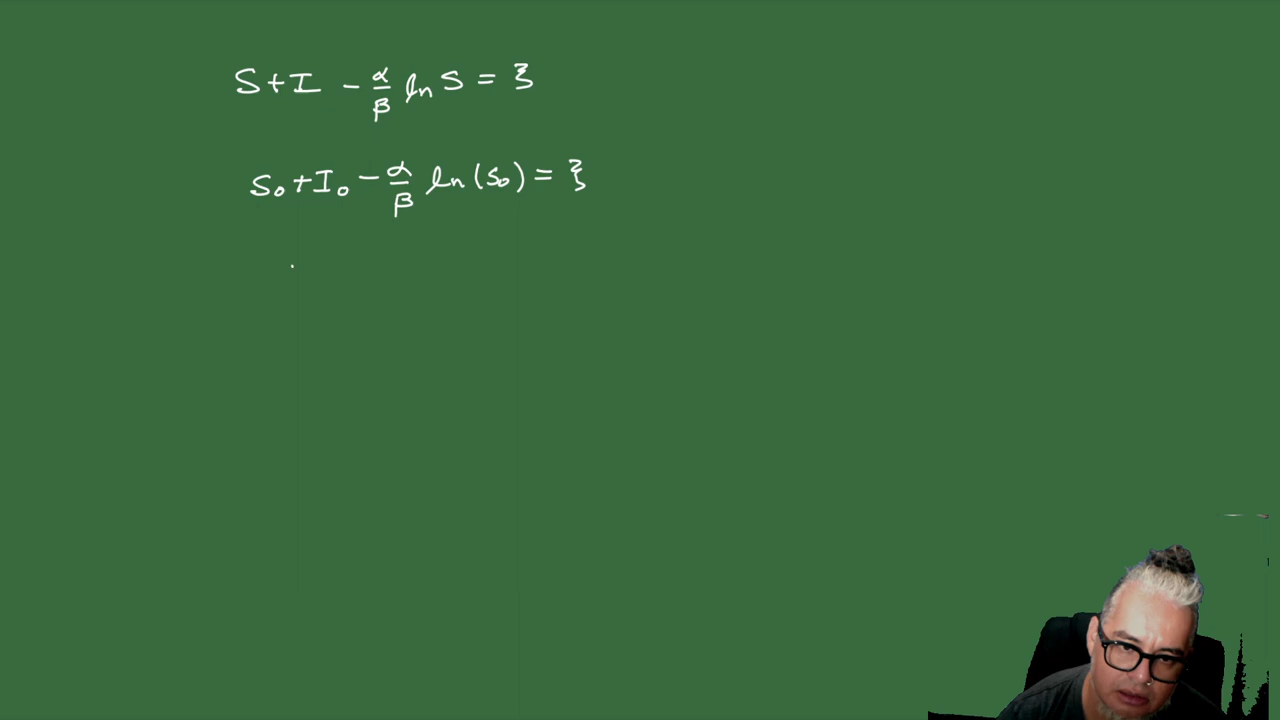 S + I - α/β ln S = ξ
S₀ + I₀ - α/β ln(S₀) = ξ